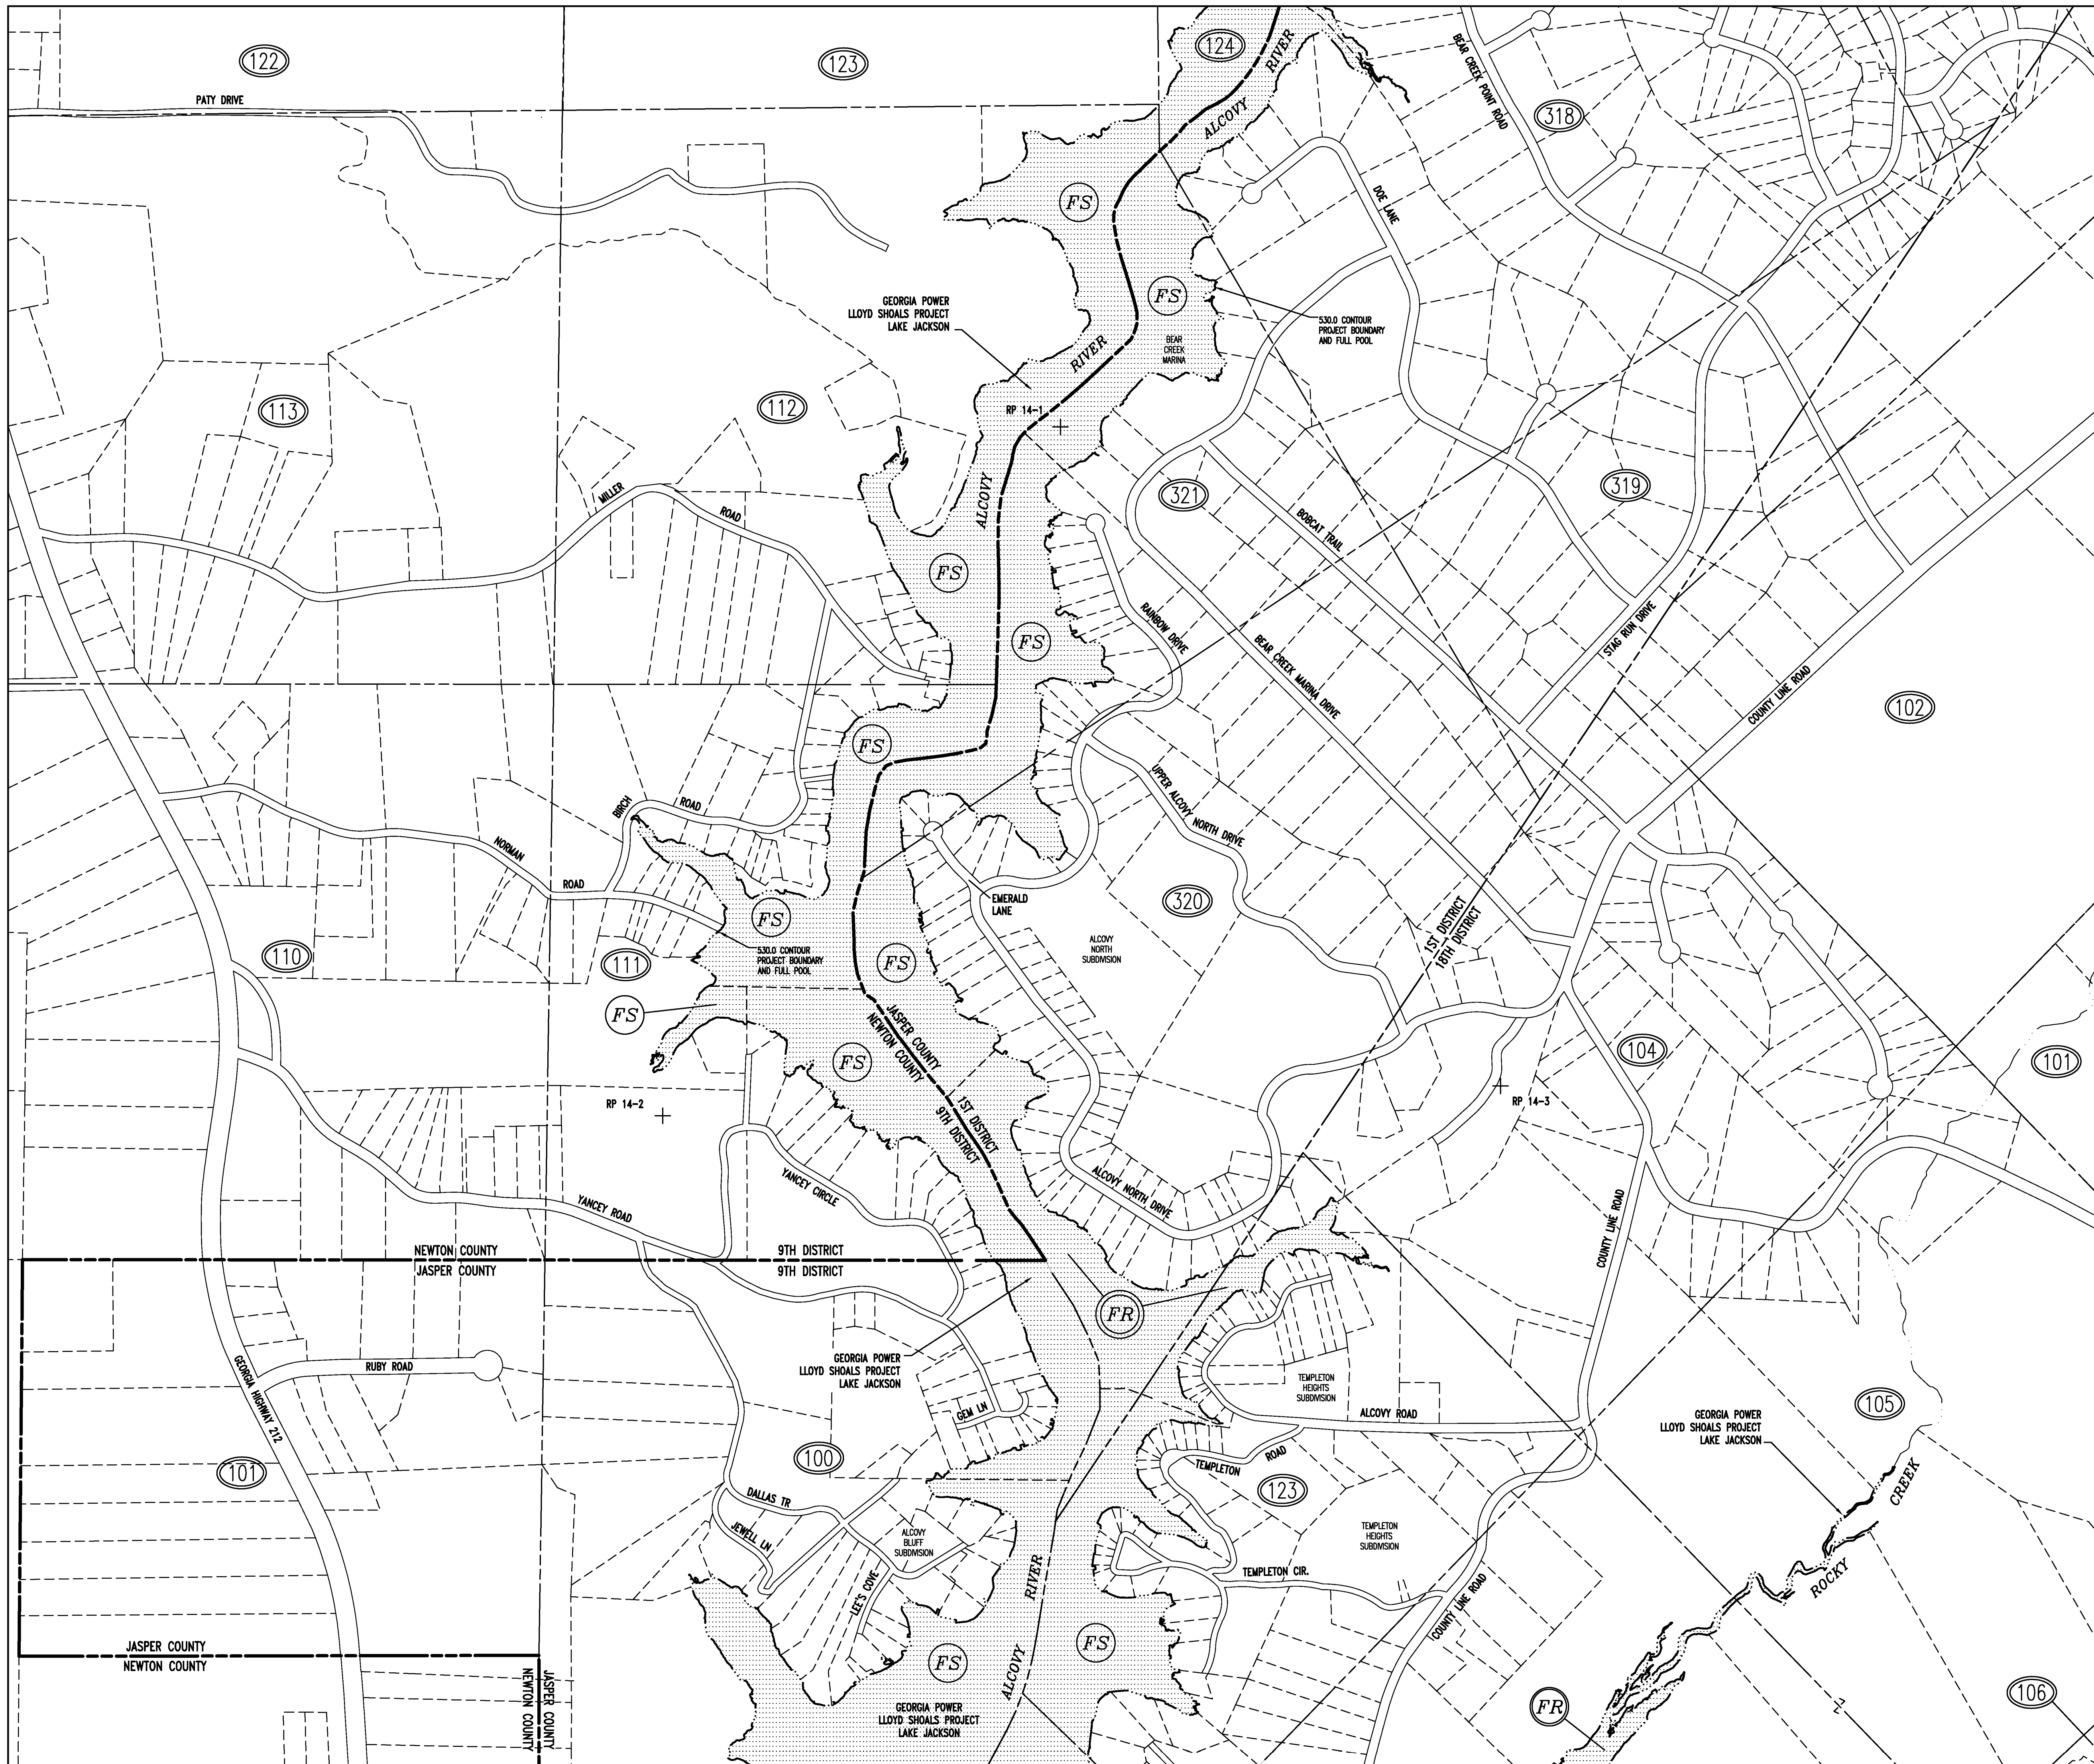 122
123
124
RIVER
ALCOVY
BEAR CREEK POINT ROAD
318
PATY DRIVE
FS
DOE LANE
FS
GEORGIA POWER
LLOYD SHOALS PROJECT
LAKE JACKSON
530.0 CONTOUR
PROJECT BOUNDARY
AND FULL POOL
BEAR
CREEK
MARINA
RIVER
RP 14-1
113
112
ALCOVY
321
319
MILLER
ROAD
BOBCAT TRAIL
FS
FS
RAINBOW DRIVE
BEAR CREEK MARINA DRIVE
STAG RUN DRIVE
COUNTY LINE ROAD
102
FS
UPPER ALCOVY
NORTH DRIVE
BIRCH
ROAD
NORMAN
ROAD
EMERALD
LANE
320
FS
530.0 CONTOUR
PROJECT BOUNDARY
AND FULL POOL
ALCOVY
NORTH
SUBDIVISION
1ST DISTRICT
18TH DISTRICT
110
111
FS
FS
FS
JASPER COUNTY
NEWTON COUNTY
104
101
RP 14-2
RP 14-3
1ST DISTRICT
9TH DISTRICT
YANCEY CIRCLE
ALCOVY NORTH DRIVE
YANCEY ROAD
COUNTY LINE ROAD
NEWTON COUNTY
9TH DISTRICT
JASPER COUNTY
9TH DISTRICT
FR
GEORGIA HIGHWAY 212
RUBY ROAD
GEORGIA POWER
LLOYD SHOALS PROJECT
LAKE JACKSON
TEMPLETON
HEIGHTS
SUBDIVISION
GEM LN
ALCOVY ROAD
GEORGIA POWER
LLOYD SHOALS PROJECT
LAKE JACKSON
105
101
100
TEMPLETON
ROAD
123
CREEK
DALLAS TR
JEWELL LN
ALCOVY
BLUFF
SUBDIVISION
TEMPLETON
HEIGHTS
SUBDIVISION
RIVER
LEE'S COVE
TEMPLETON CIR.
COUNTY LINE ROAD
ROCKY
JASPER COUNTY
NEWTON COUNTY
JASPER COUNTY
NEWTON COUNTY
FS
FS
ALCOVY
GEORGIA POWER
LLOYD SHOALS PROJECT
LAKE JACKSON
FR
106